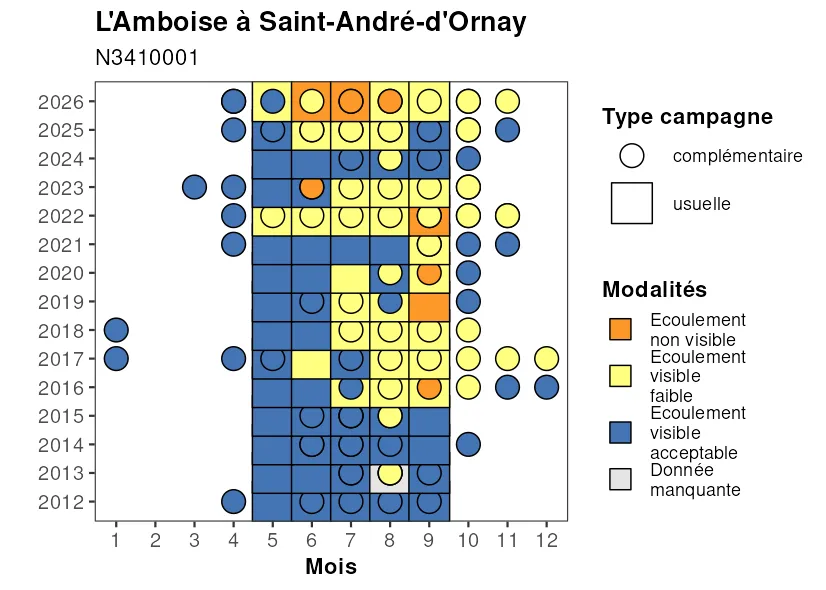 L'Amboise à Saint-André-d'Ornay
N3410001
2026
2025
2024
2023
2022
2021
2020
2019
2018
2017
2016
2015
2014
2013
2012
1 2 3 4 5 6 7 8 9 10 11 12
Mois
Type campagne
complémentaire
usuelle
Modalités
Ecoulement
non visible
Ecoulement
visible
faible
Ecoulement
visible
acceptable
Donnée
manquante